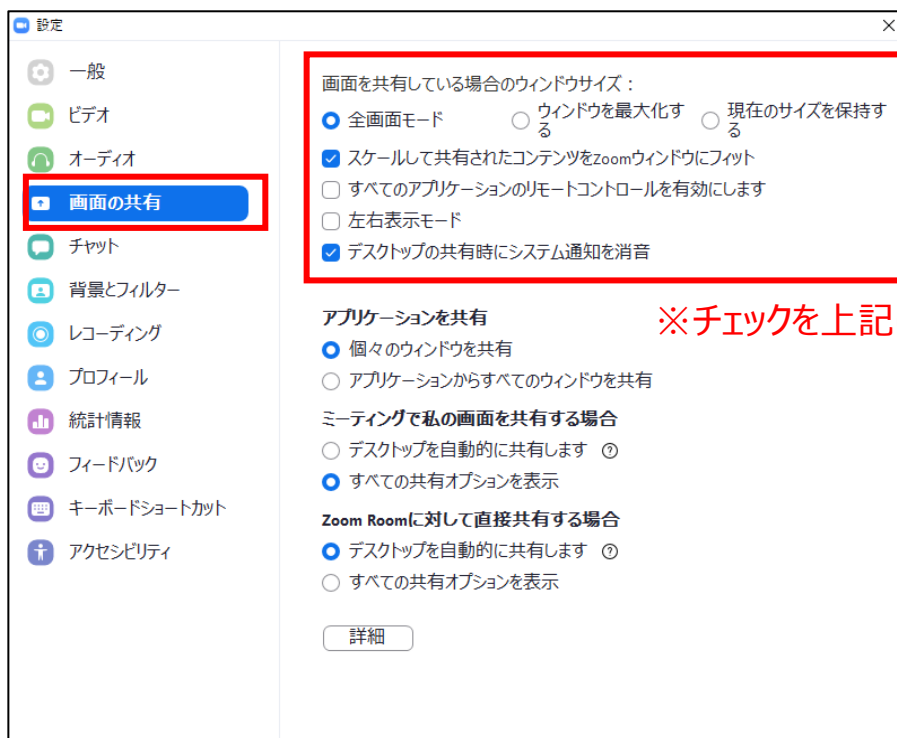 設定
一般
ビデオ
オーディオ
画面の共有
チャット
背景とフィルター
レコーディング
プロフィール
統計情報
フィードバック
キーボードショートカット
アクセシビリティ
画面を共有している場合のウィンドウサイズ：
全画面モード
ウィンドウを最大化す
る
現在のサイズを保持す
る
スケールして共有されたコンテンツをZoomウィンドウにフィット
すべてのアプリケーションのリモートコントロールを有効にします
左右表示モード
デスクトップの共有時にシステム通知を消音
※チェックを上記
アプリケーションを共有
個々のウィンドウを共有
アプリケーションからすべてのウィンドウを共有
ミーティングで私の画面を共有する場合
デスクトップを自動的に共有します ?
すべての共有オプションを表示
Zoom Roomに対して直接共有する場合
デスクトップを自動的に共有します ?
すべての共有オプションを表示
詳細